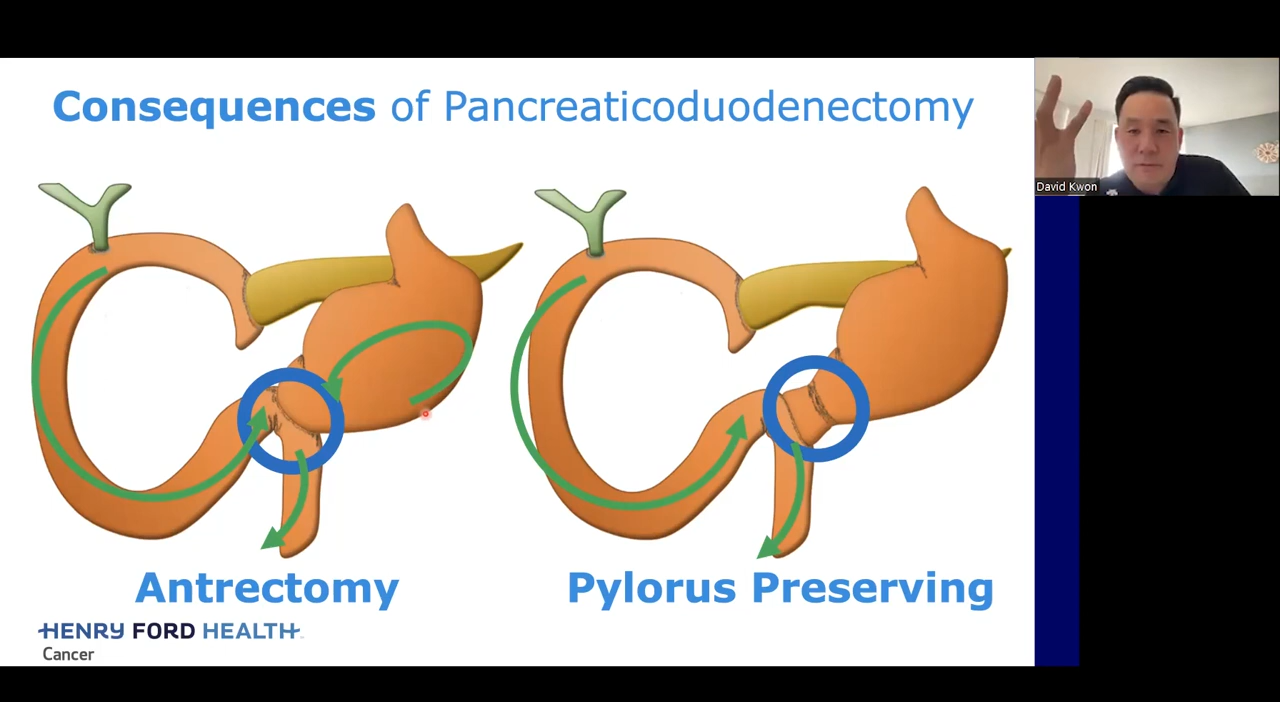 Consequences of Pancreaticoduodenectomy
David Kwon
Antrectomy
Pylorus Preserving
HENRY FORD HEALTH
Cancer